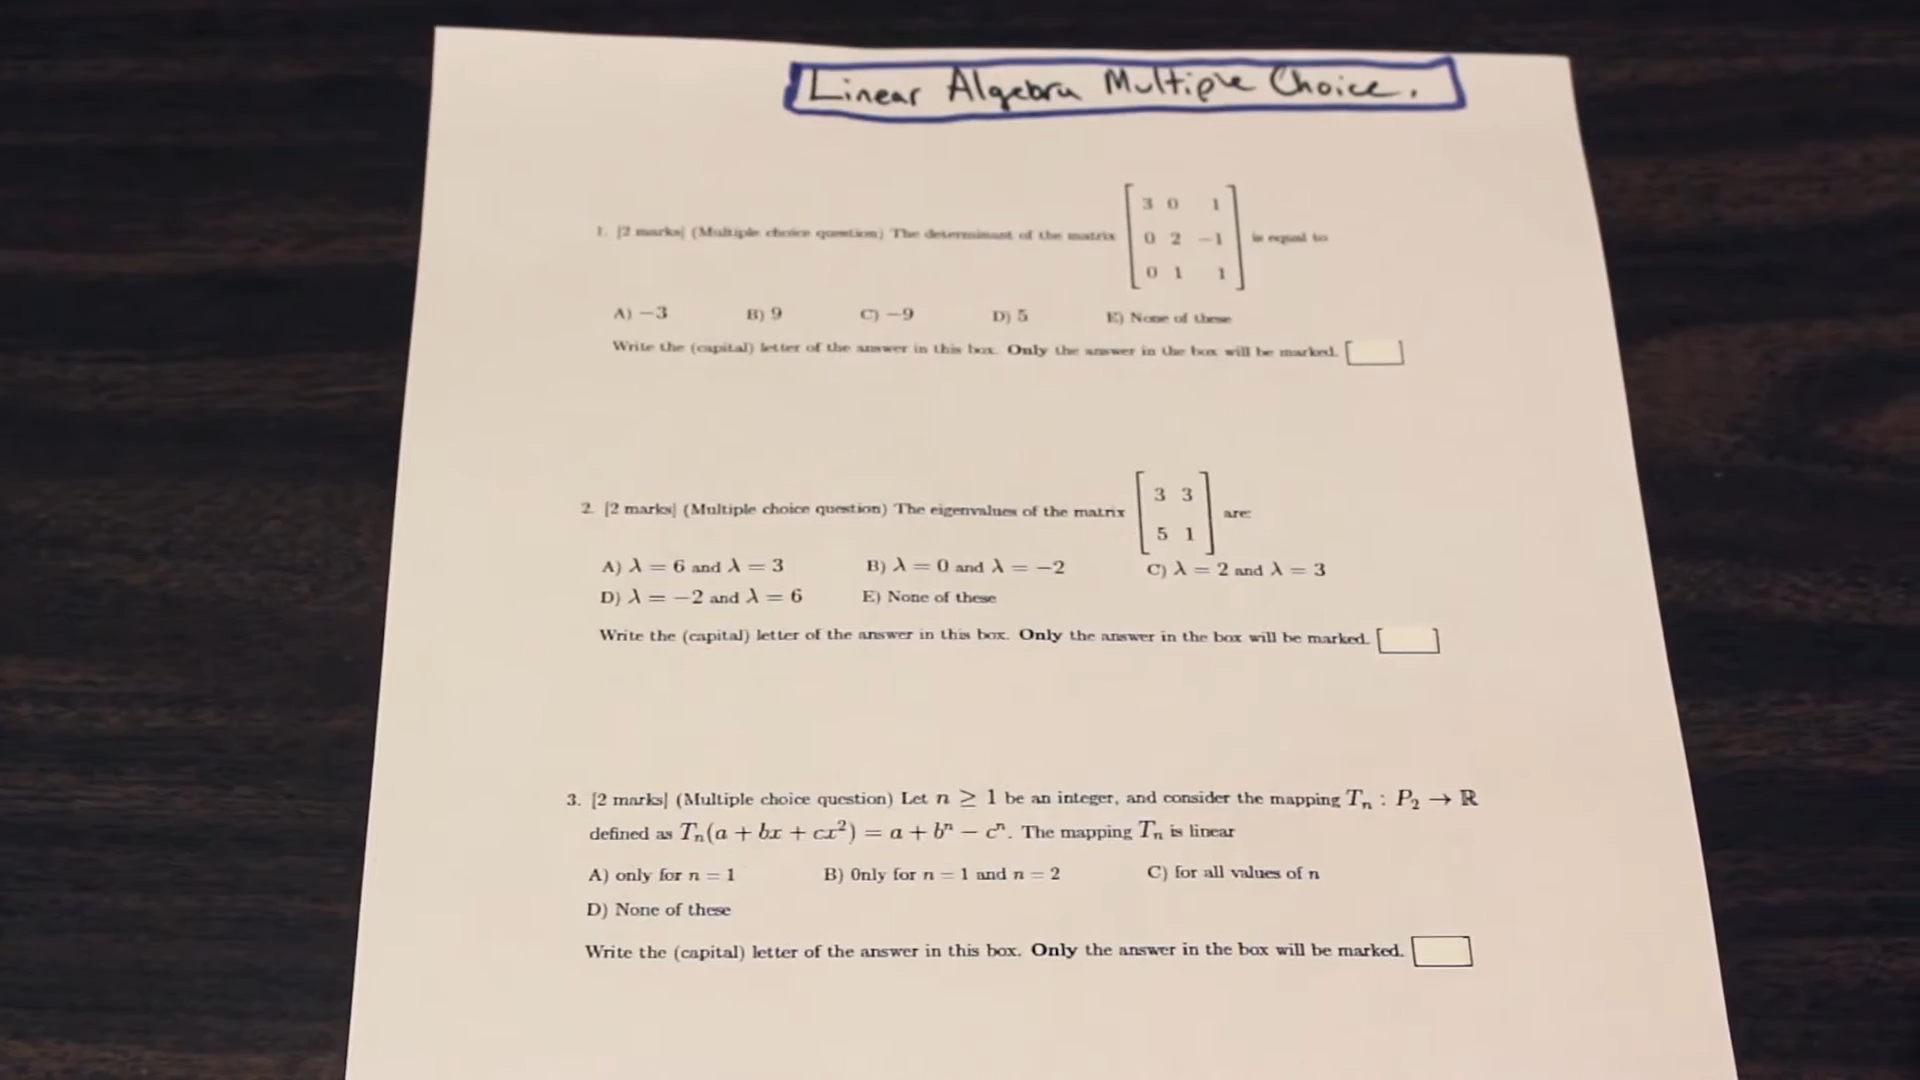 Linear Algebra Multiple Choice.
1. [2 marks] (Multiple choice question) The determinant of the matrix [3 0 1 is equal to
0 2 −1
0 1 1]
A) −3 B) 9 C) −9 D) 5 E) None of these
Write the (capital) letter of the answer in this box. Only the answer in the box will be marked.
2. [2 marks] (Multiple choice question) The eigenvalues of the matrix [3 3 are:
5 1]
A) λ = 6 and λ = 3 B) λ = 0 and λ = −2 C) λ = 2 and λ = 3
D) λ = −2 and λ = 6 E) None of these
Write the (capital) letter of the answer in this box. Only the answer in the box will be marked.
3. [2 marks] (Multiple choice question) Let n ≥ 1 be an integer, and consider the mapping Tₙ : P₂ → ℝ
defined as Tₙ(a + bx + cx²) = a + bⁿ − cⁿ. The mapping Tₙ is linear
A) only for n = 1 B) 0nly for n = 1 and n = 2 C) for all values of n
D) None of these
Write the (capital) letter of the answer in this box. Only the answer in the box will be marked.